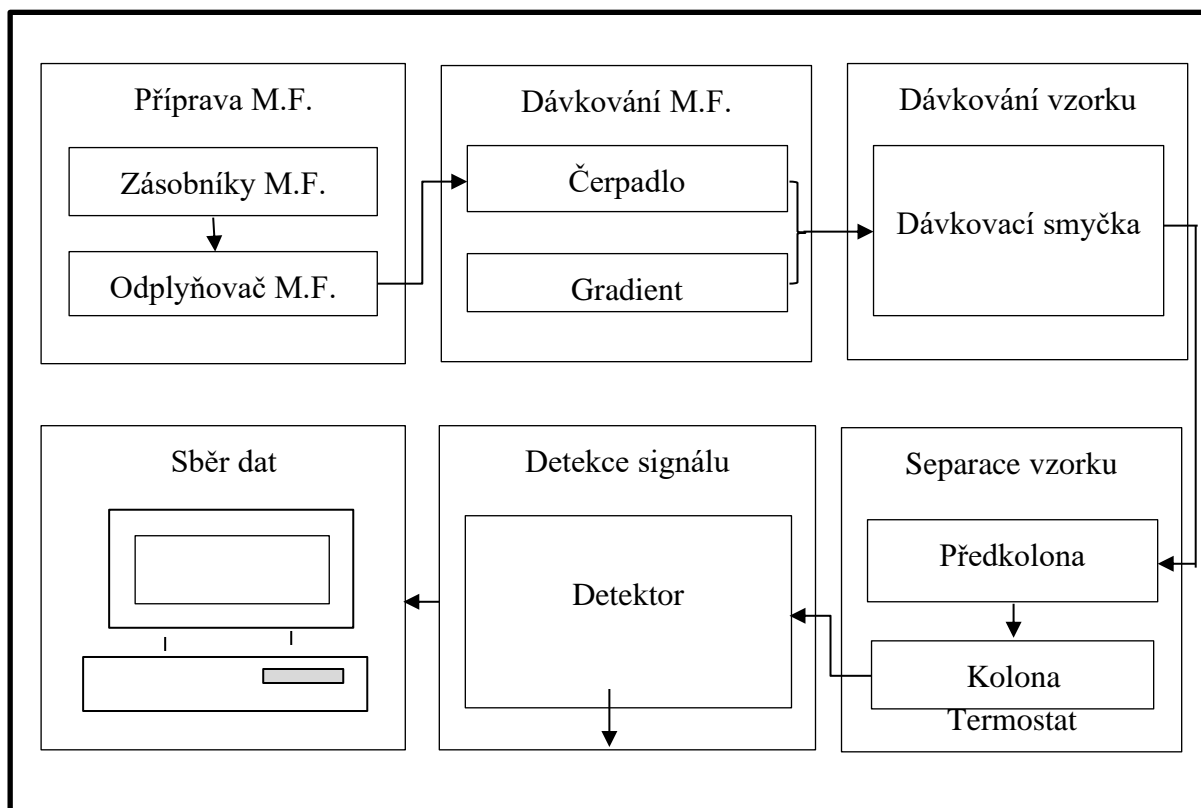 Příprava M.F.
Zásobníky M.F.
Odplyňovač M.F.
Dávkování M.F.
Čerpadlo
Gradient
Dávkování vzorku
Dávkovací smyčka
Sběr dat
Detekce signálu
Detektor
Separace vzorku
Předkolona
Kolona
Termostat